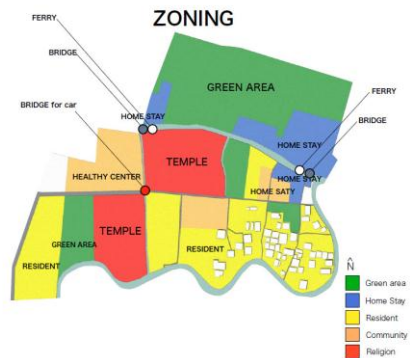 ZONING
FERRY
BRIDGE
BRIDGE for car
HOME STAY
GREEN AREA
FERRY
BRIDGE
HOME STAY
TEMPLE
HEALTHY CENTER
HOME STAY
HOME SATY
TEMPLE
GREEN AREA
RESIDENT
RESIDENT
N
Green area
Home Stay
Resident
Community
Religion